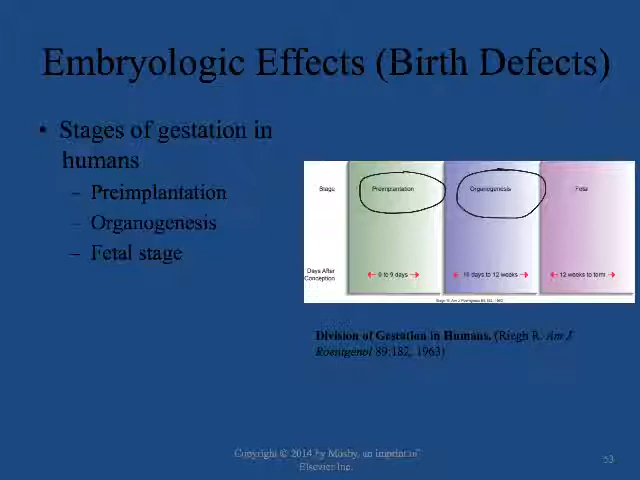 Embryologic Effects (Birth Defects)
• Stages of gestation in
humans
– Preimplantation
– Organogenesis
– Fetal stage
Stage Preimplantation Organogenesis Fetal
Days After
Conception
0 to 9 days 10 days to 12 weeks 12 weeks to term
Division of Gestation in Humans. (Riegh R. Am J
Roentgenol 89:182, 1963)
Copyright © 2014 by Mosby, an imprint of
Elsevier Inc.
53